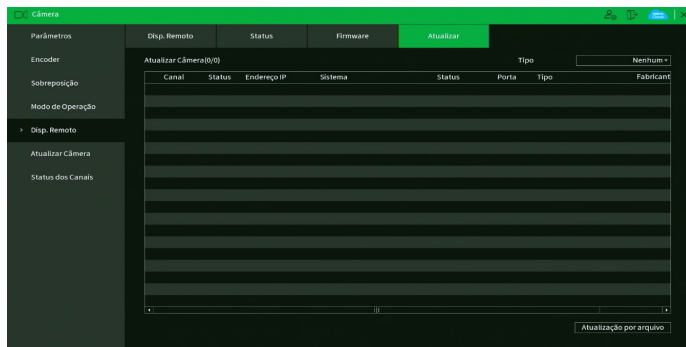 Câmera
Parâmetros
Encoder
Sobreposição
Modo de Operação
Disp. Remoto
Atualizar Câmera
Status dos Canais
Disp. Remoto Status Firmware Atualizar
Atualizar Câmera(0/0) Tipo Nenhum
Canal Status Endereço IP Sistema Status Porta Tipo Fabricant
Atualização por arquivo